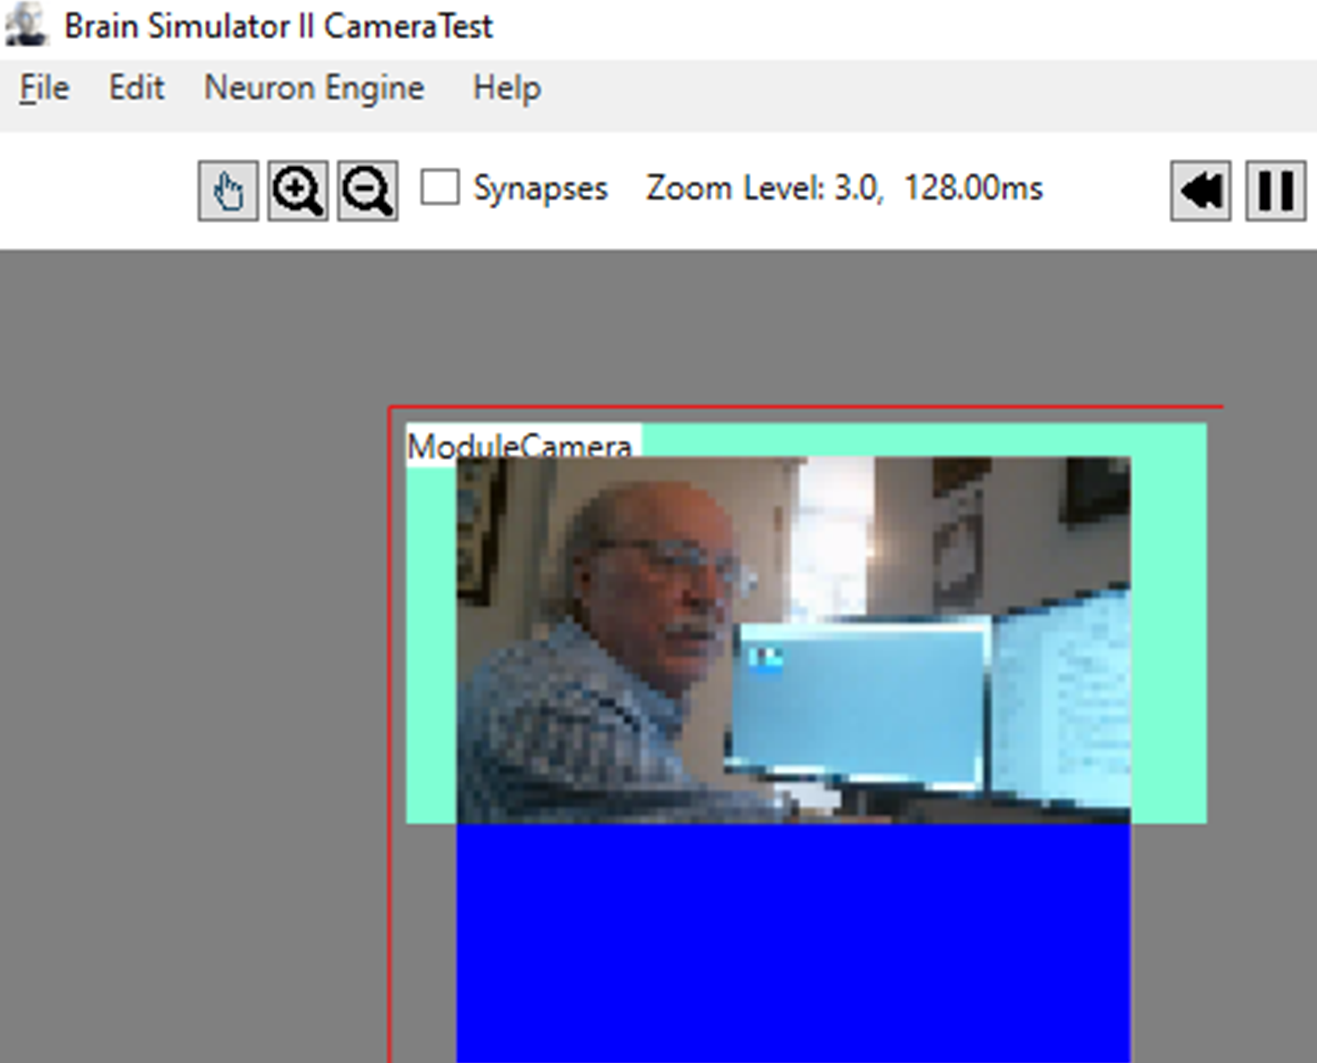 Brain Simulator II CameraTest
File Edit Neuron Engine Help
Synapses Zoom Level: 3.0, 128.00ms
ModuleCamera